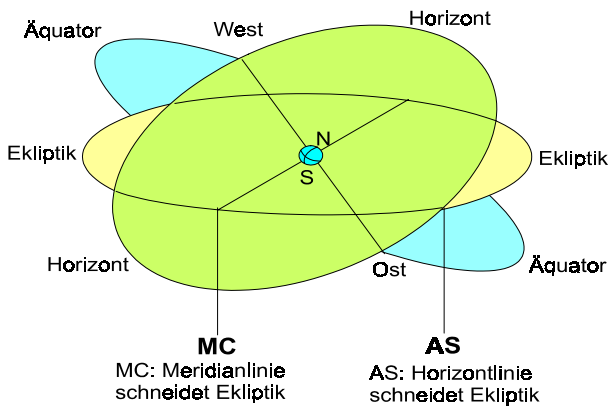 Horizont
Äquator
West
Ekliptik
N
S
Ekliptik
Horizont
Ost
Äquator
MC
MC: Meridianlinie
schneidet Ekliptik
AS
AS: Horizontlinie
schneidet Ekliptik